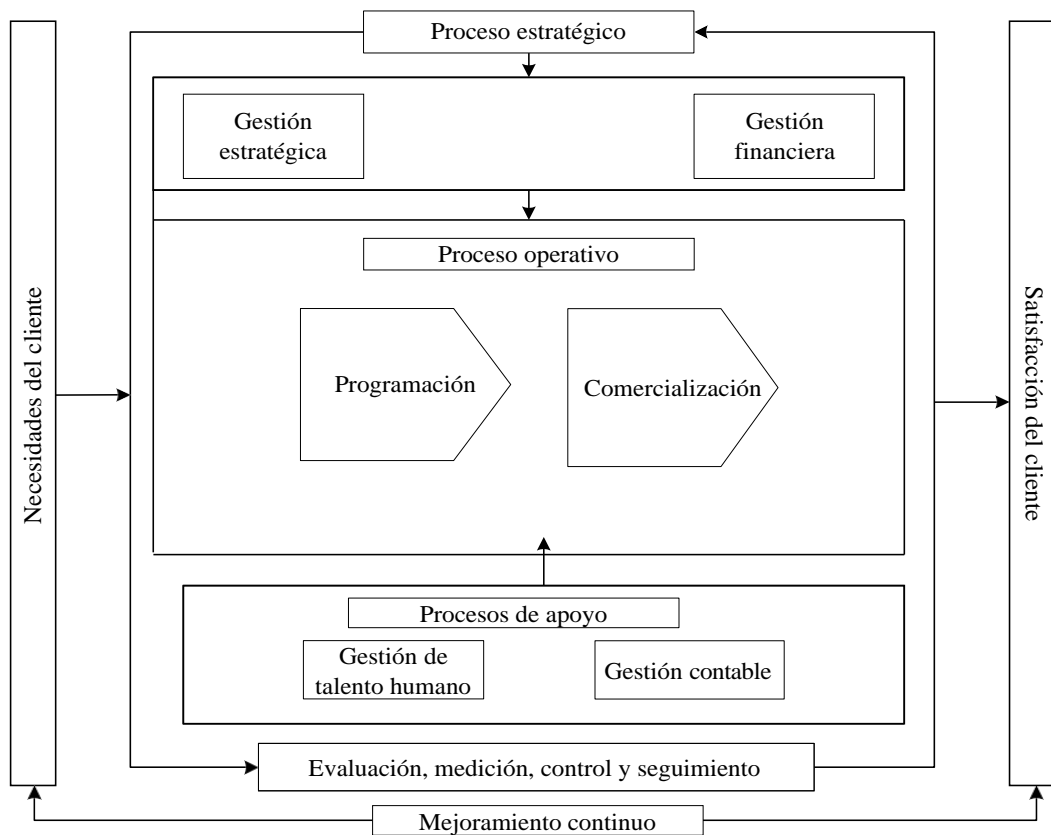 Proceso estratégico
Gestión
estratégica
Gestión
financiera
Proceso operativo
Necesidades del cliente
Programación
Comercialización
Satisfacción del cliente
Procesos de apoyo
Gestión de
talento humano
Gestión contable
Evaluación, medición, control y seguimiento
Mejoramiento continuo